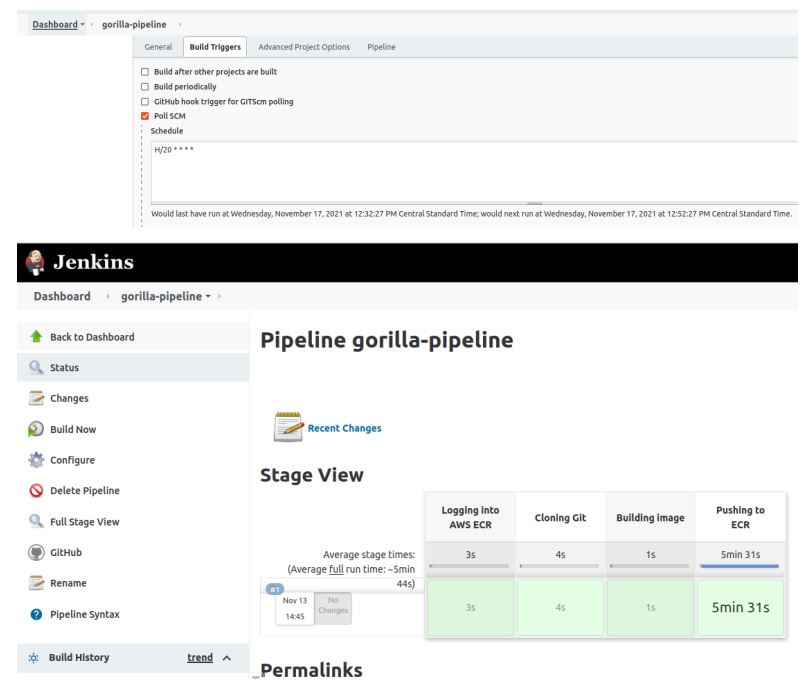 Dashboard gorilla-pipeline
General Build Triggers Advanced Project Options Pipeline
Build after other projects are built
Build periodically
GitHub hook trigger for GITScm polling
Poll SCM
Schedule
H/20 * * * *
Would last have run at Wednesday, November 17, 2021 at 12:32:27 PM Central Standard Time; would next run at Wednesday, November 17, 2021 at 12:52:27 PM Central Standard Time.
Jenkins
Dashboard gorilla-pipeline
Back to Dashboard
Status
Changes
Build Now
Configure
Delete Pipeline
Full Stage View
GitHub
Rename
Pipeline Syntax
Build History trend
Pipeline gorilla-pipeline
Recent Changes
Stage View
Logging into
AWS ECR
Cloning Git
Building image
Pushing to
ECR
Average stage times:
(Average full run time: ~5min
44s)
3s 4s 1s 5min 31s
#1
Nov 13
14:45
No
Changes
3s 4s 1s 5min 31s
Permalinks